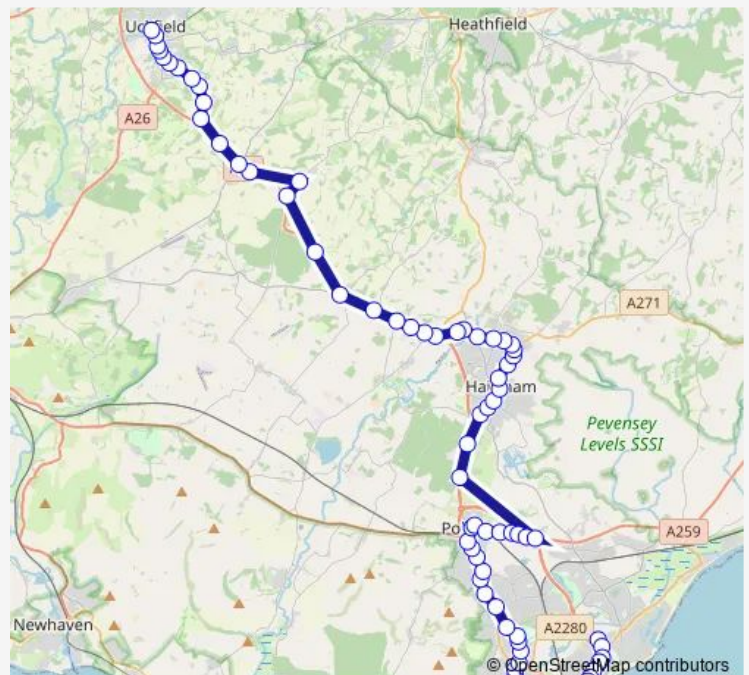 Heathfield
A26
A271
Pevensey
Levels SSSI
A259
Newhaven
A2280
© OpenStreetMap contributors